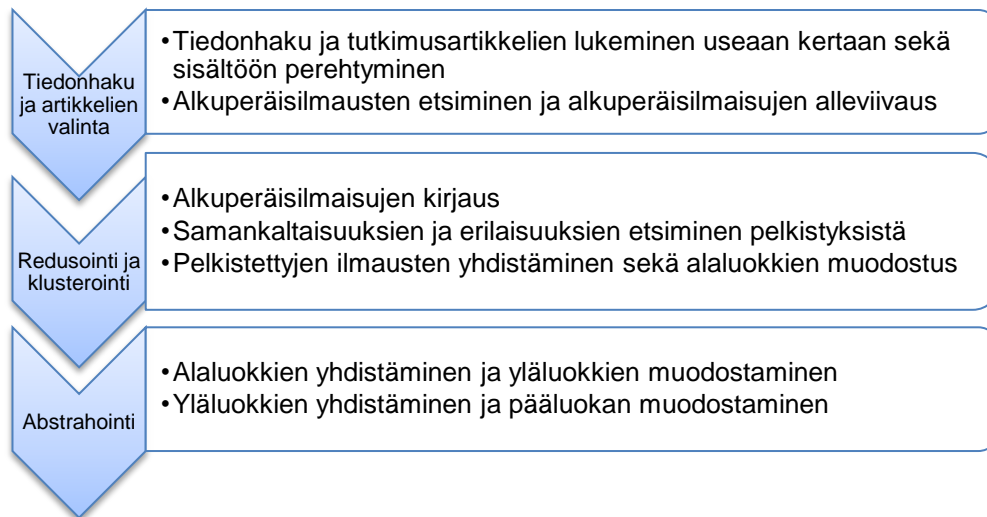 Tiedonhaku
ja artikkelien
valinta
•Tiedonhaku ja tutkimusartikkelien lukeminen useaan kertaan sekä
sisältöön perehtyminen
•Alkuperäisilmausten etsiminen ja alkuperäisilmaisujen alleviivaus
Redusointi ja
klusterointi
•Alkuperäisilmaisujen kirjaus
•Samankaltaisuuksien ja erilaisuuksien etsiminen pelkistyksistä
•Pelkistettyjen ilmausten yhdistäminen sekä alaluokkien muodostus
Abstrahointi
•Alaluokkien yhdistäminen ja yläluokkien muodostaminen
•Yläluokkien yhdistäminen ja pääluokan muodostaminen